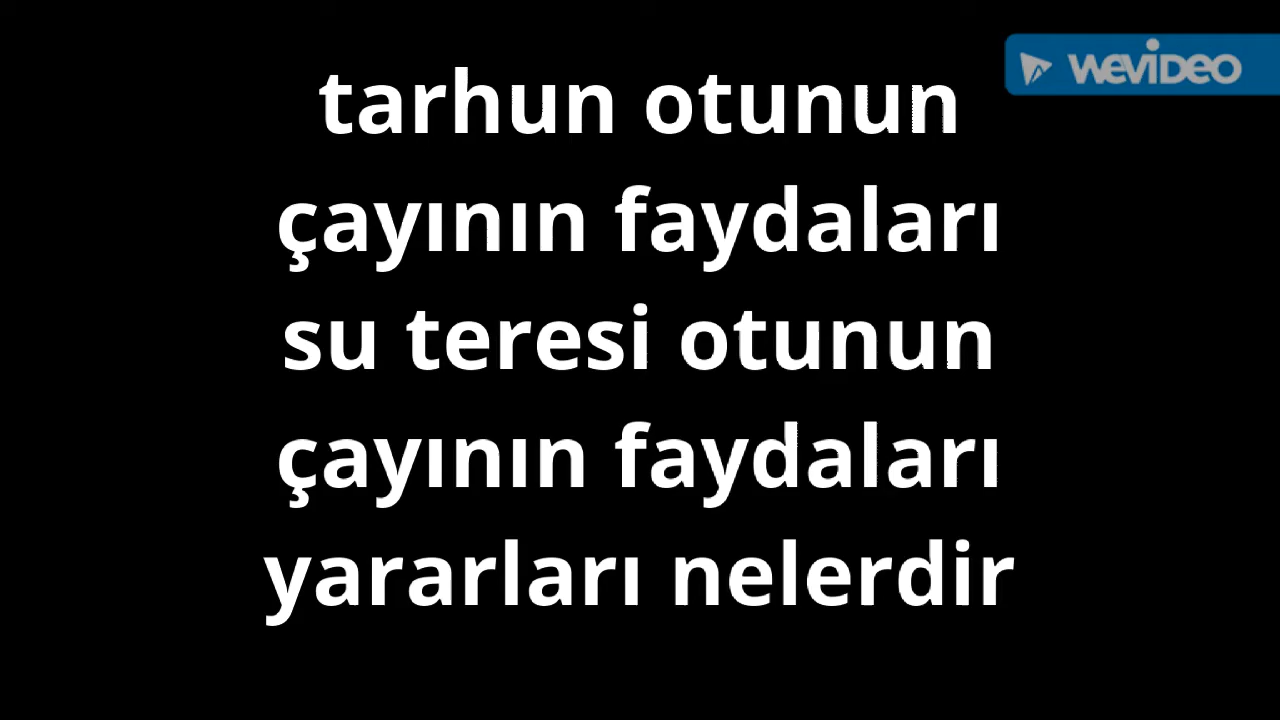 WEVIDEO
tarhun otunun
çayının faydaları
su teresi otunun
çayının faydaları
yararları nelerdir